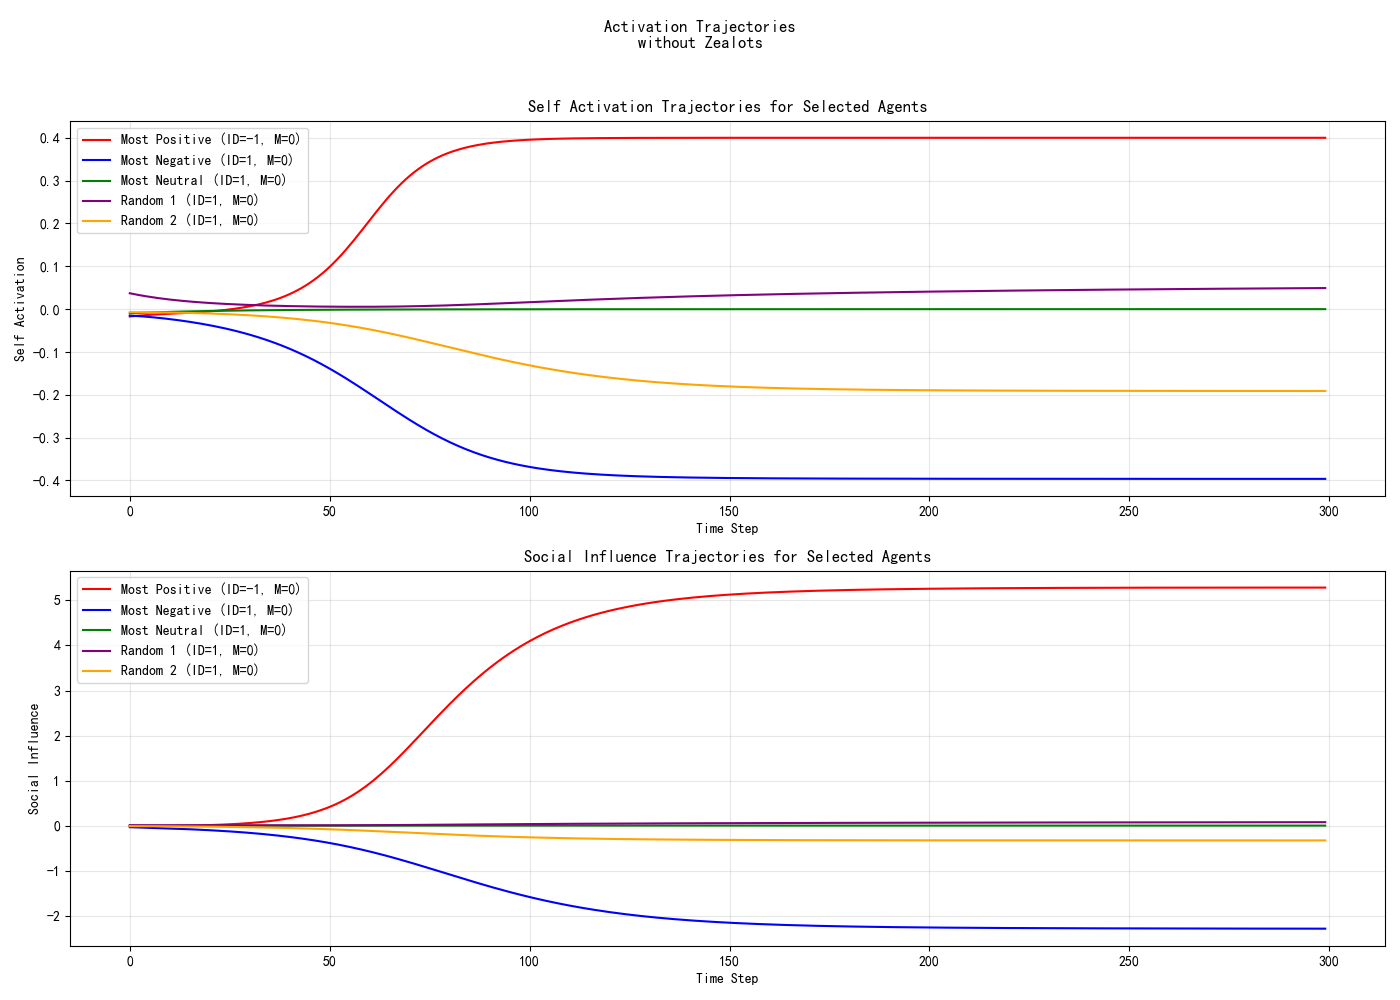 Activation Trajectories
without Zealots
Self Activation Trajectories for Selected Agents
Most Positive (ID=-1, M=0)
Most Negative (ID=1, M=0)
Most Neutral (ID=1, M=0)
Random 1 (ID=1, M=0)
Random 2 (ID=1, M=0)
Self Activation
0.4
0.3
0.2
0.1
0.0
-0.1
-0.2
-0.3
-0.4
0 50 100 150 200 250 300
Time Step
Social Influence Trajectories for Selected Agents
Most Positive (ID=-1, M=0)
Most Negative (ID=1, M=0)
Most Neutral (ID=1, M=0)
Random 1 (ID=1, M=0)
Random 2 (ID=1, M=0)
Social Influence
5
4
3
2
1
0
-1
-2
0 50 100 150 200 250 300
Time Step